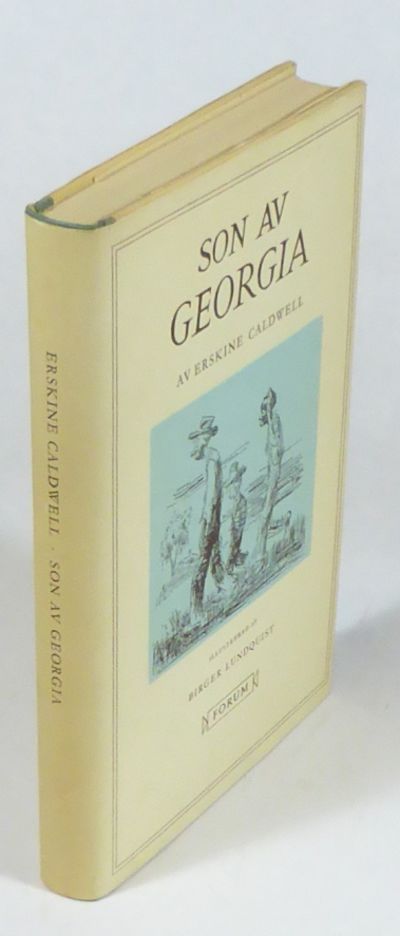 SON AV
GEORGIA
AV ERSKINE CALDWELL
ILLUSTRERAD AV
BIRGER LUNDQUIST
FORUM
ERSKINE CALDWELL · SON AV GEORGIA